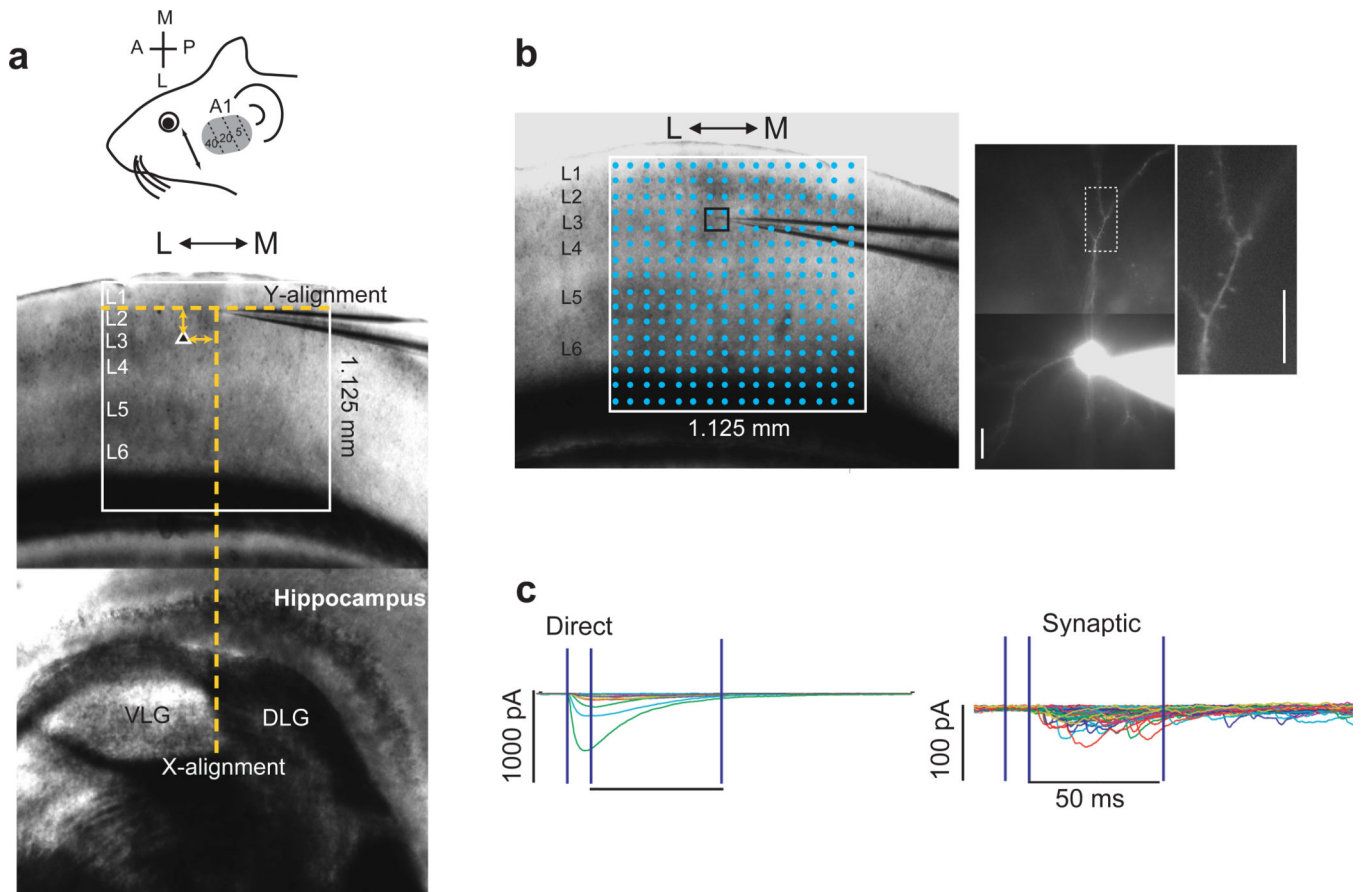 a
M
A P
L
A1
40 20 5
L M
L1
Y-alignment
L2
L3
L4
L5
L6
1.125 mm
Hippocampus
VLG
DLG
X-alignment
b
L M
L1
L2
L3
L4
L5
L6
1.125 mm
c
Direct
1000 pA
Synaptic
100 pA
50 ms